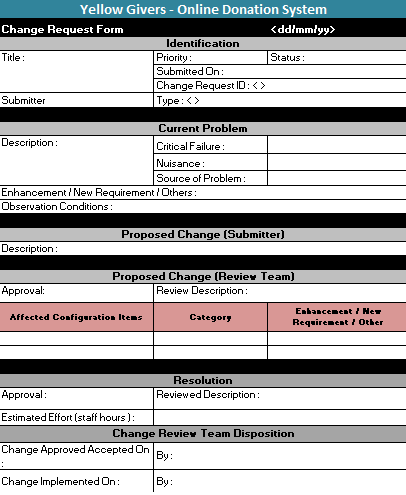 Yellow Givers - Online Donation System
Change Request Form <dd/mm/yy>
Identification
Title : Priority : Status :
Submitted On :
Change Request ID : < >
Submitter Type : < >
Current Problem
Description : Critical Failure :
Nuisance :
Source of Problem :
Enhancement / New Requirement / Others :
Observation Conditions :
Proposed Change (Submitter)
Description :
Proposed Change (Review Team)
Approval: Review Description :
Affected Configuration Items Category Enhancement / New
Requirement / Other
Resolution
Approval : Reviewed Description :
Estimated Effort (staff hours ) :
Change Review Team Disposition
Change Approved Accepted On
: By :
Change Implemented On : By :